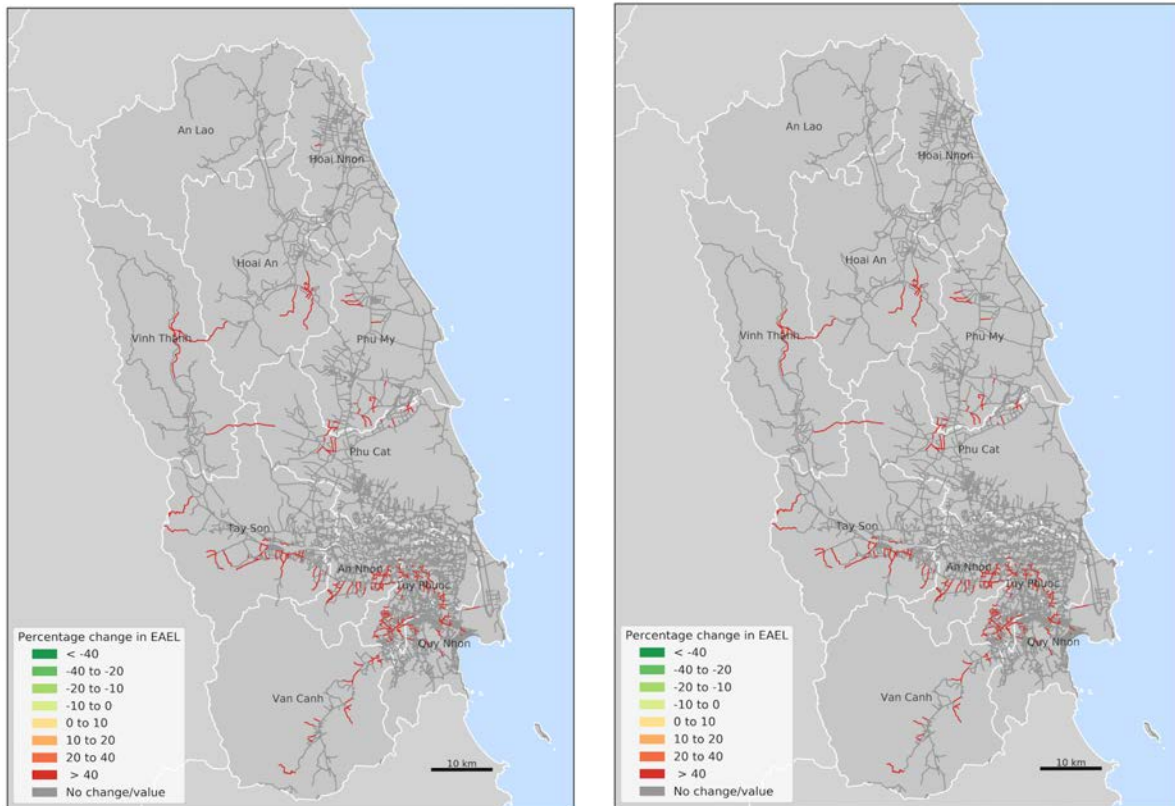 An Lao
Hoai Nhon
Hoai An
Vinh Thanh
Phu My
Phu Cat
Tay Son
An Nhon
Tuy Phuoc
Quy Nhon
Van Canh
Percentage change in EAEL
< -40
-40 to -20
-20 to -10
-10 to 0
0 to 10
10 to 20
20 to 40
> 40
No change/value
10 km
An Lao
Hoai Nhon
Hoai An
Vinh Thanh
Phu My
Phu Cat
Tay Son
An Nhon
Tuy Phuoc
Quy Nhon
Van Canh
Percentage change in EAEL
< -40
-40 to -20
-20 to -10
-10 to 0
0 to 10
10 to 20
20 to 40
> 40
No change/value
10 km